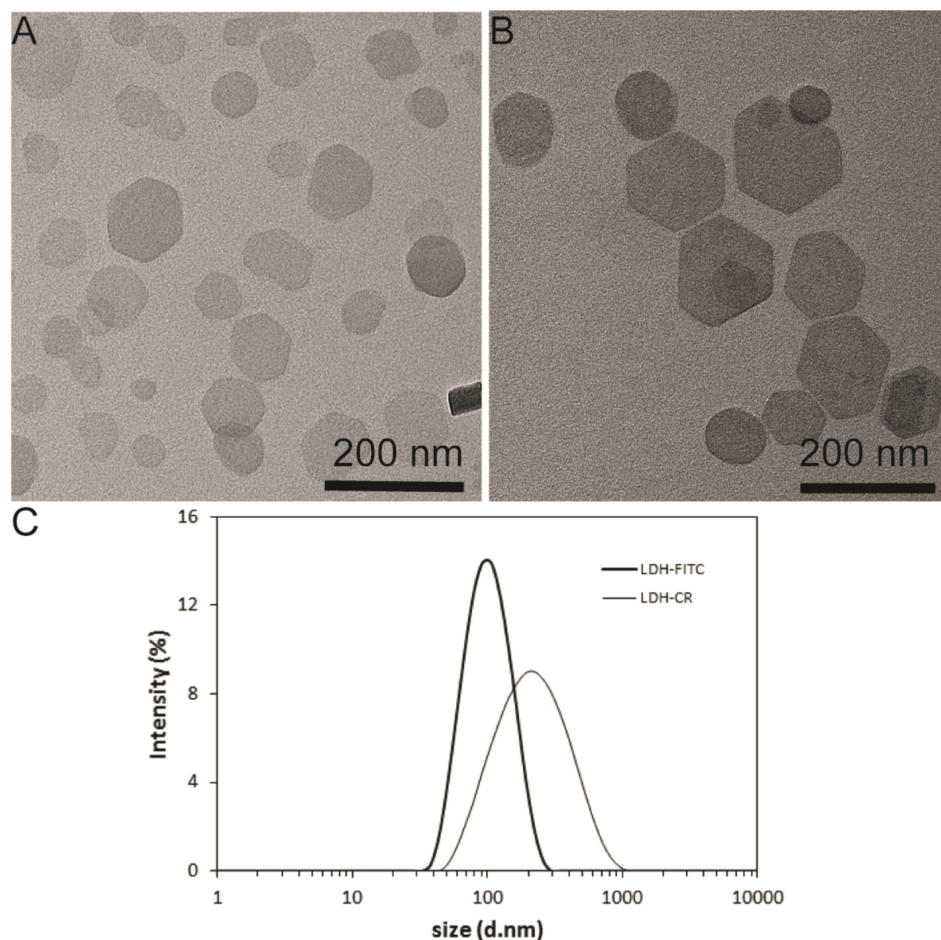 A
B
200 nm
200 nm
C
16
12
8
4
0
Intensity (%)
LDH-FITC
LDH-CR
1
10
100
1000
10000
size (d.nm)